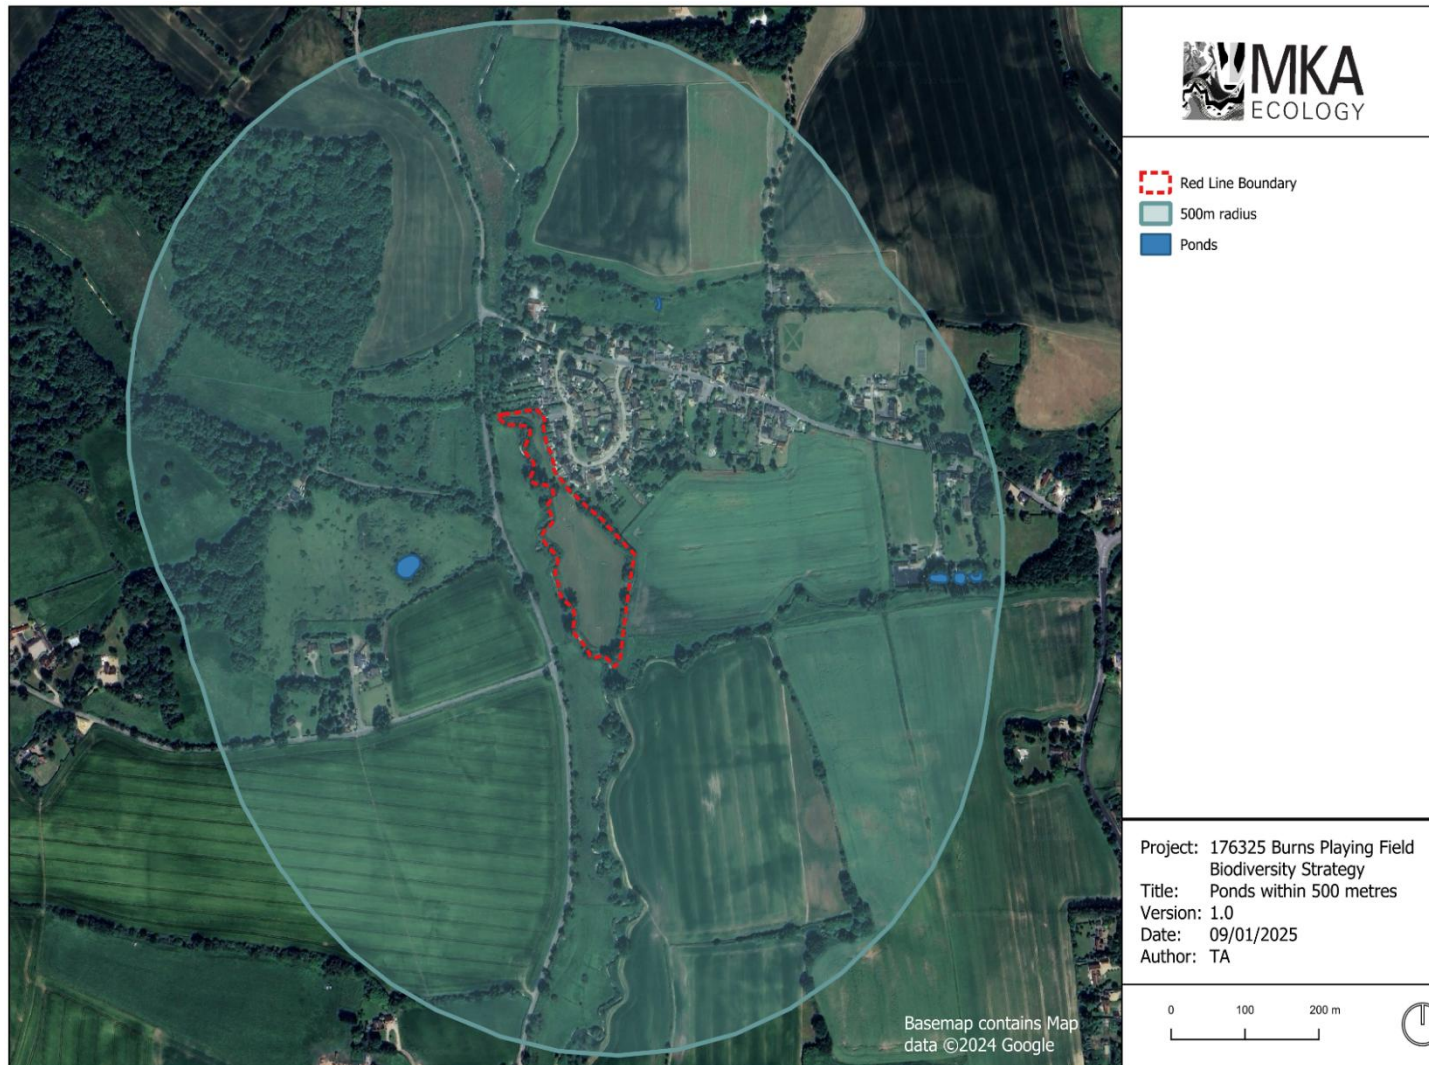 MKA
ECOLOGY
Red Line Boundary
500m radius
Ponds
Project: 176325 Burns Playing Field
Biodiversity Strategy
Title: Ponds within 500 metres
Version: 1.0
Date: 09/01/2025
Author: TA
0 100 200 m
Basemap contains Map
data ©2024 Google